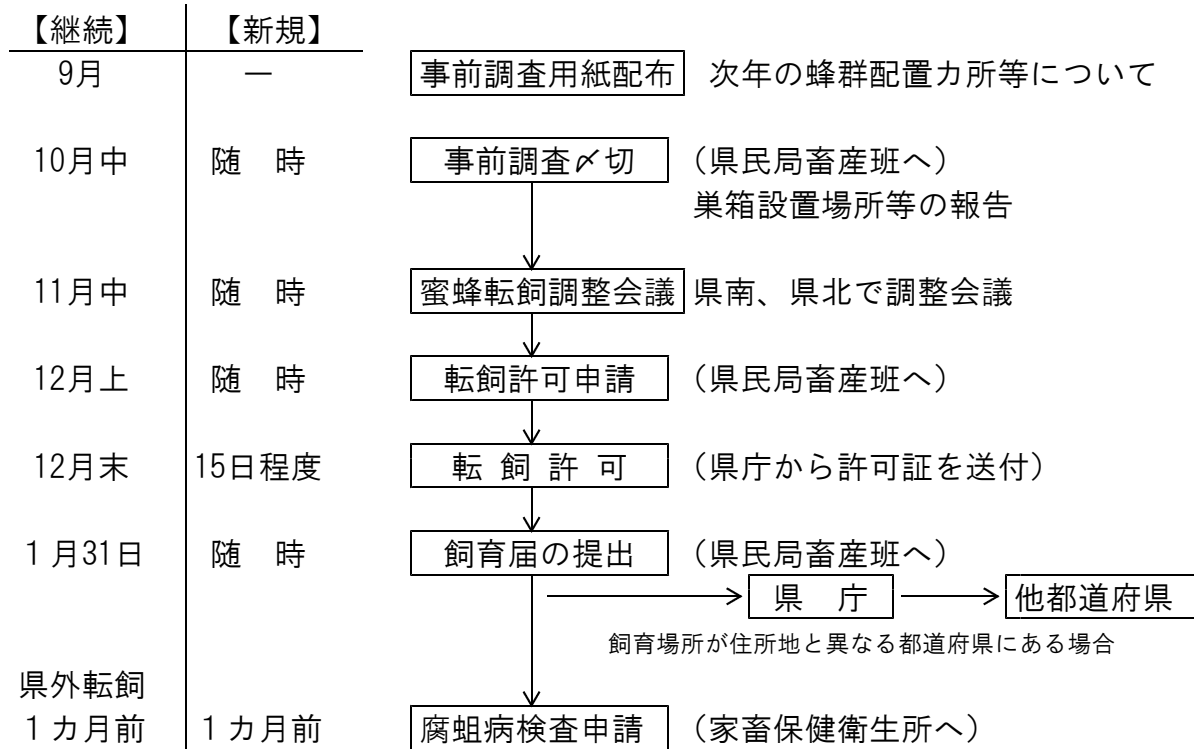 【継続】 【新規】
9月 ― 事前調査用紙配布 次年の蜂群配置カ所等について
10月中 随 時 事前調査〆切 (県民局畜産班へ)
巣箱設置場所等の報告
11月中 随 時 蜜蜂転飼調整会議 県南、県北で調整会議
12月上 随 時 転飼許可申請 (県民局畜産班へ)
12月末 15日程度 転 飼 許 可 (県庁から許可証を送付)
1月31日 随 時 飼育届の提出 (県民局畜産班へ)
県 庁 他都道府県
飼育場所が住所地と異なる都道府県にある場合
県外転飼
1カ月前 1カ月前 腐蛆病検査申請 (家畜保健衛生所へ)